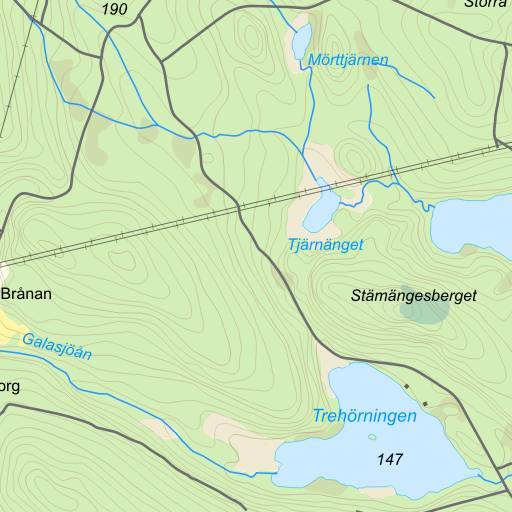 190
Storra
Mörttjärnen
Tjärnänget
Brånan
Stämängesberget
Galasjöån
org
Trehörningen
147